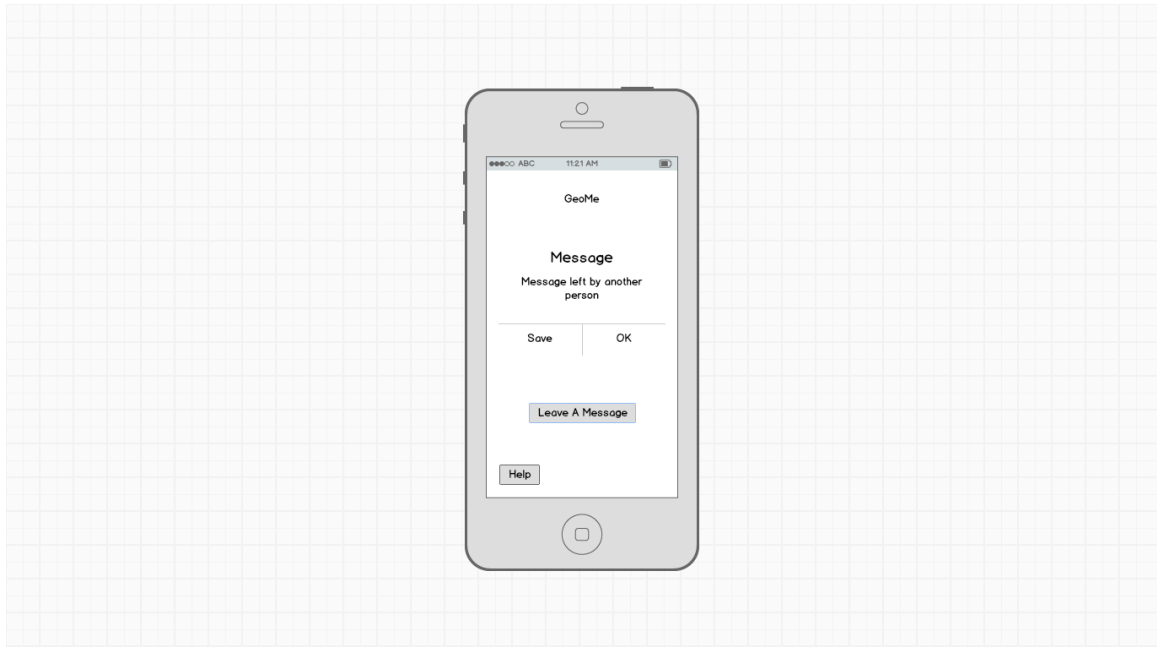 ABC 11:21 AM
GeoMe
Message
Message left by another
person
Save OK
Leave A Message
Help